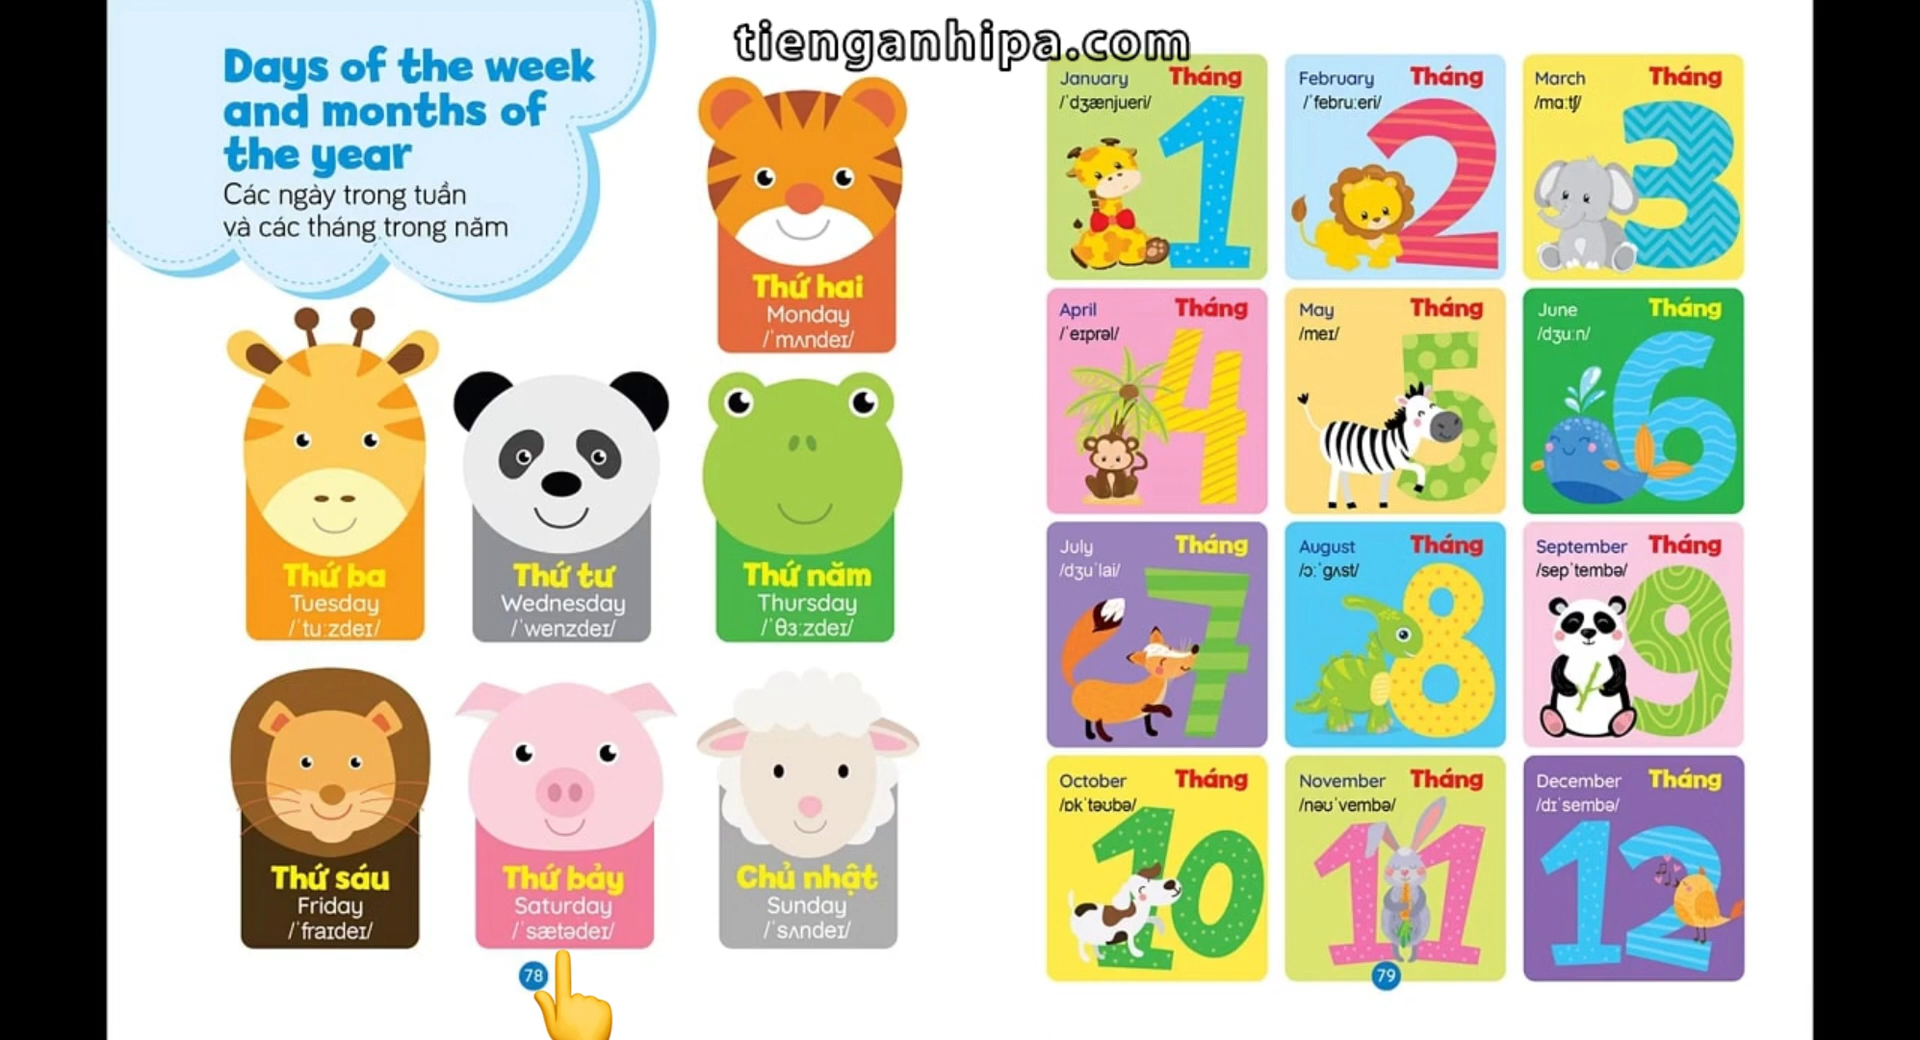 tienganhipa.com
Days of the week
and months of
the year
Các ngày trong tuần
và các tháng trong năm
Thứ hai
Monday
/ˈmʌndeɪ/
Thứ ba
Tuesday
/ˈtuːzdeɪ/
Thứ tư
Wednesday
/ˈwenzdeɪ/
Thứ năm
Thursday
/ˈθɜːzdeɪ/
Thứ sáu
Friday
/ˈfraɪdeɪ/
Thứ bảy
Saturday
/ˈsætədeɪ/
Chủ nhật
Sunday
/ˈsʌndeɪ/
78
January Tháng
/ˈdʒænjueri/
1
February Tháng
/ˈfebruːeri/
2
March Tháng
/mɑːtʃ/
3
April Tháng
/ˈeɪprəl/
4
May Tháng
/meɪ/
5
June Tháng
/dʒuːn/
6
July Tháng
/dʒuˈlai/
7
August Tháng
/ɔːˈgʌst/
8
September Tháng
/sepˈtembə/
9
October Tháng
/ɒkˈtəʊbə/
10
November Tháng
/nəʊˈvembə/
11
December Tháng
/dɪˈsembə/
12
79